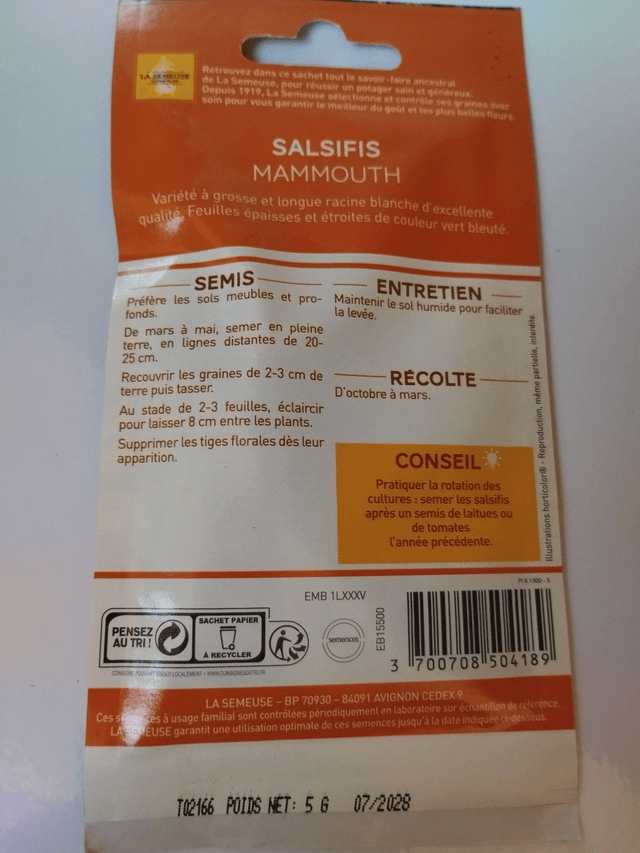 LA SEMEUSE
Retrouvez dans ce sachet tout le savoir-faire ancestral
de La Semeuse, pour réussir un potager sain et généreux.
Depuis 1919, La Semeuse sélectionne et contrôle ses graines avec
soin pour vous garantir le meilleur du goût et les plus belles fleurs.
SALSIFIS
MAMMOUTH
Variété à grosse et longue racine blanche d'excellente
qualité. Feuilles épaisses et étroites de couleur vert bleuté.
SEMIS
Préfère les sols meubles et pro-
fonds.
De mars à mai, semer en pleine
terre, en lignes distantes de 20-
25 cm.
Recouvrir les graines de 2-3 cm de
terre puis tasser.
Au stade de 2-3 feuilles, éclaircir
pour laisser 8 cm entre les plants.
Supprimer les tiges florales dès leur
apparition.
ENTRETIEN
Maintenir le sol humide pour faciliter
la levée.
RÉCOLTE
D'octobre à mars.
CONSEIL
Pratiquer la rotation des
cultures : semer les salsifis
après un semis de laitues ou
de tomates
l'année précédente.
Illustrations horticolor® - Reproduction, même partielle, interdite.
EMB 1LXXXV
PENSEZ
AU TRI !
SACHET PAPIER
À RECYCLER
CONSIGNE POUVANT VARIER LOCALEMENT • WWW.CONSIGNESDETRI.FR
semences
EB15500
3 700708 504189
LA SEMEUSE – BP 70930 – 84091 AVIGNON CEDEX 9
Ces semences à usage familial sont contrôlées périodiquement en laboratoire sur échantillon de référence.
LA SEMEUSE garantit une utilisation optimale de ces semences jusqu'à la date indiquée ci-dessous.
T02166 POIDS NET: 5 G 07/2028